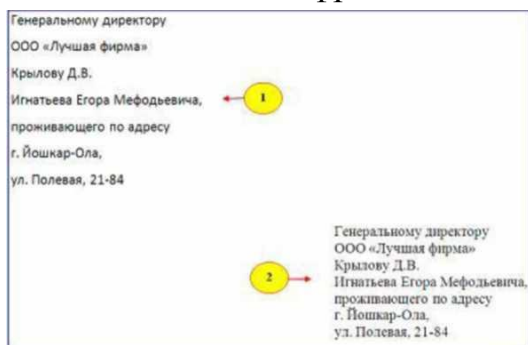 Генеральному директору
ООО «Лучшая фирма»
Крылову Д.В.
Игнатьева Егора Мефодьевича,
проживающего по адресу
г. Йошкар-Ола,
ул. Полевая, 21-84
1
2
Генеральному директору
ООО «Лучшая фирма»
Крылову Д.В.
Игнатьева Егора Мефодьевича,
проживающего по адресу
г. Йошкар-Ола,
ул. Полевая, 21-84